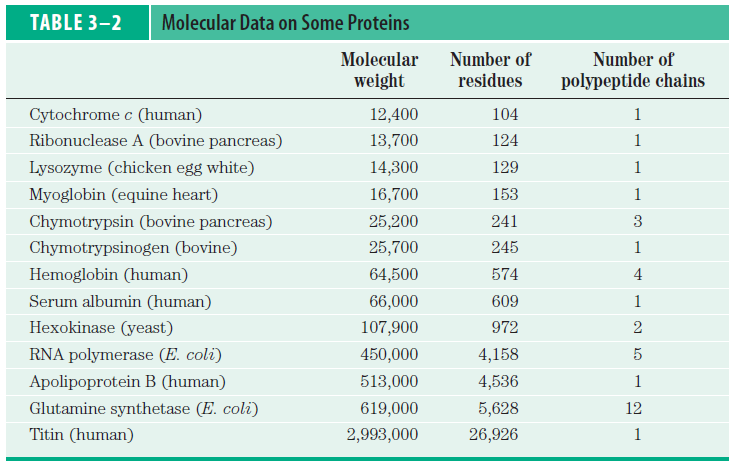 TABLE 3–2 Molecular Data on Some Proteins
Molecular weight Number of residues Number of polypeptide chains
Cytochrome c (human) 12,400 104 1
Ribonuclease A (bovine pancreas) 13,700 124 1
Lysozyme (chicken egg white) 14,300 129 1
Myoglobin (equine heart) 16,700 153 1
Chymotrypsin (bovine pancreas) 25,200 241 3
Chymotrypsinogen (bovine) 25,700 245 1
Hemoglobin (human) 64,500 574 4
Serum albumin (human) 66,000 609 1
Hexokinase (yeast) 107,900 972 2
RNA polymerase (E. coli) 450,000 4,158 5
Apolipoprotein B (human) 513,000 4,536 1
Glutamine synthetase (E. coli) 619,000 5,628 12
Titin (human) 2,993,000 26,926 1